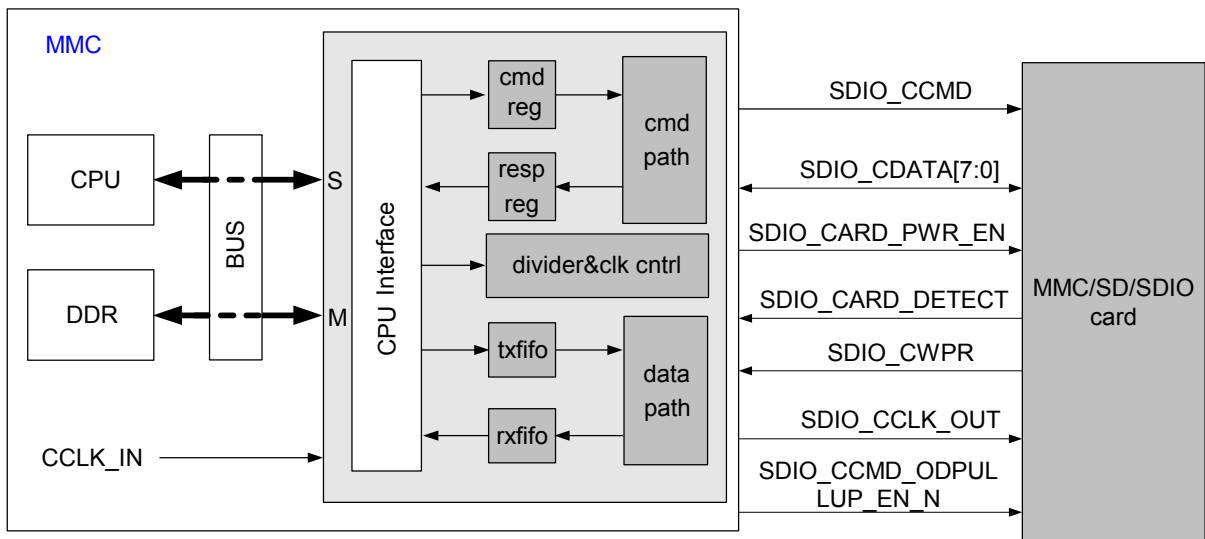 MMC
CPU
DDR
BUS
S
M
CCLK_IN
CPU Interface
cmd
reg
resp
reg
cmd
path
divider&clk cntrl
txfifo
rxfifo
data
path
SDIO_CCMD
SDIO_CDATA[7:0]
SDIO_CARD_PWR_EN
SDIO_CARD_DETECT
SDIO_CWPR
SDIO_CCLK_OUT
SDIO_CCMD_ODPUL
LUP_EN_N
MMC/SD/SDIO
card